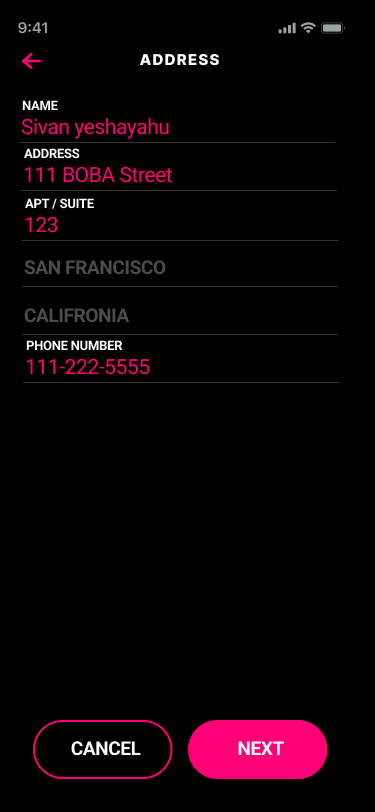 9:41
ADDRESS
NAME
Sivan yeshayahu
ADDRESS
111 BOBA Street
APT / SUITE
123
SAN FRANCISCO
CALIFRONIA
PHONE NUMBER
111-222-5555
CANCEL
NEXT